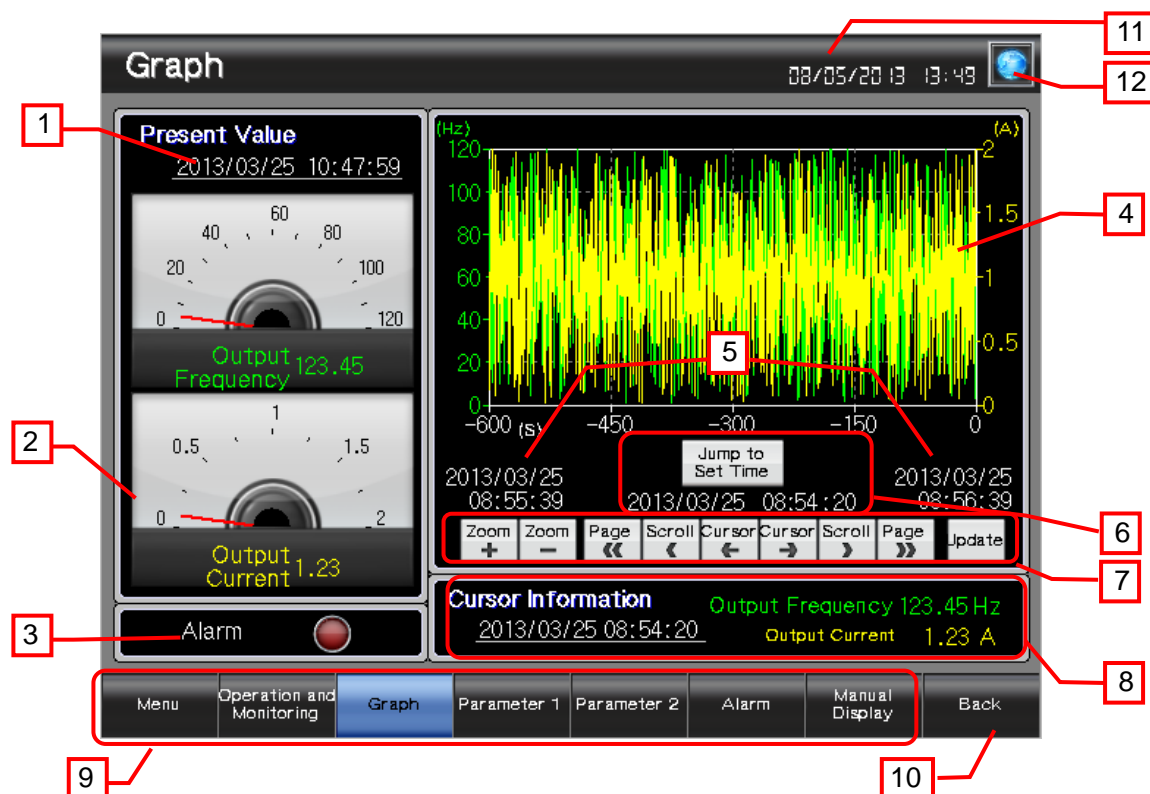 11
Graph
08/05/2013 13:49
12
1
Present Value
2013/03/25 10:47:59
0 20 40 60 80 100 120
Output Frequency 123.45
2
0 0.5 1 1.5 2
Output Current 1.23
3
Alarm
(Hz)
(A)
120
100
80
60
40
20
0
2
1.5
1
0.5
0
4
5
-600 (S) -450 -300 -150 0
2013/03/25
08:55:39
Jump to
Set Time
2013/03/25 08:54:20
2013/03/25
08:56:39
6
Zoom + Zoom - Page « Scroll ‹ Cursor ← Cursor → Scroll › Page » Update
7
Cursor Information
2013/03/25 08:54:20
Output Frequency 123.45 Hz
Output Current 1.23 A
8
Menu
Operation and
Monitoring
Graph
Parameter 1
Parameter 2
Alarm
Manual
Display
Back
9
10